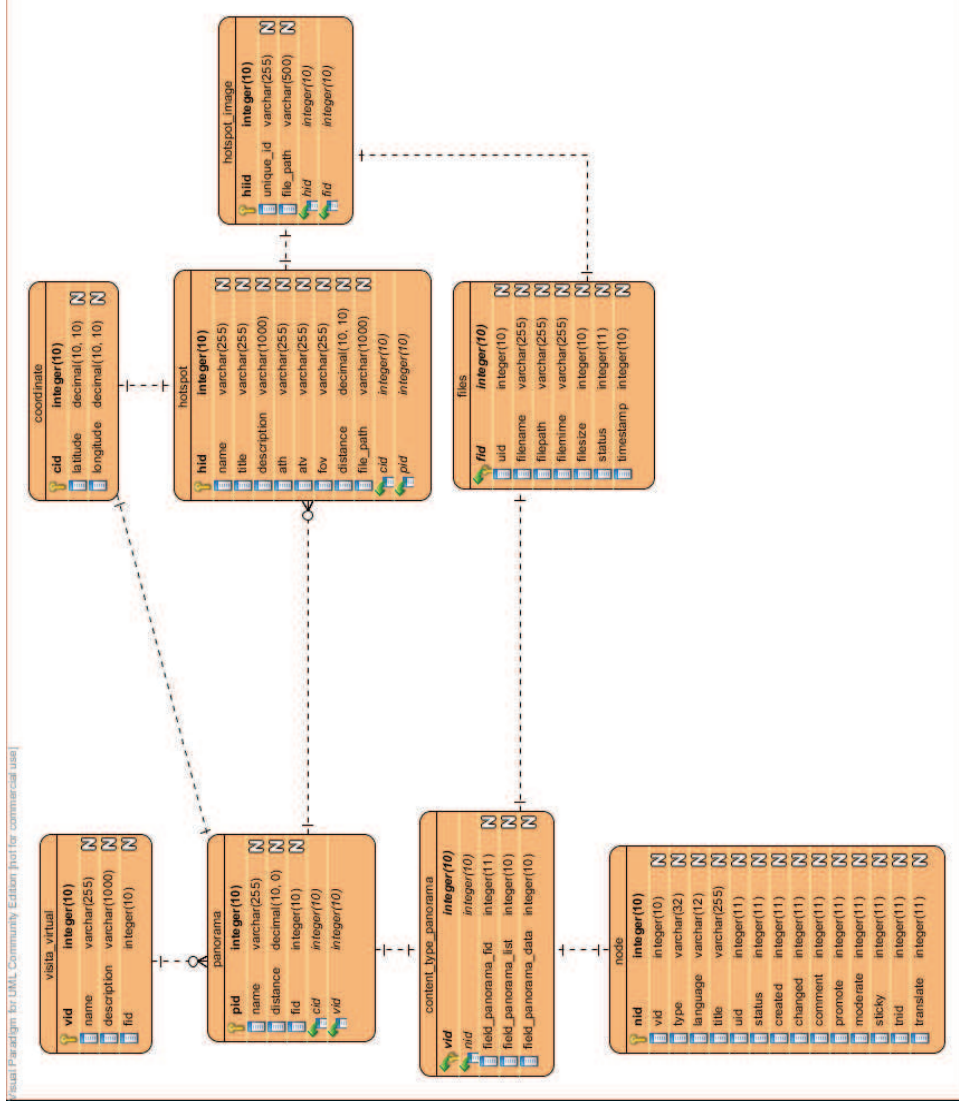 Visual Paradigm for UML Community Edition [not for commercial use]
visita_virtual
vid integer(10)
name varchar(255) N
description varchar(1000) N
fid integer(10) N
panorama
pid integer(10)
name varchar(255) N
distance decimal(10, 0) N
fid integer(10) N
cid integer(10)
vid integer(10)
content_type_panorama
vid integer(10)
nid integer(10)
field_panorama_fid integer(11) N
field_panorama_list integer(10) N
field_panorama_data integer(10) N
node
nid integer(10)
vid integer(10) N
type varchar(32) N
language varchar(12) N
title varchar(255) N
uid integer(11) N
status integer(11) N
created integer(11) N
changed integer(11) N
comment integer(11) N
promote integer(11) N
moderate integer(11) N
sticky integer(11) N
tnid integer(11) N
translate integer(11) N
coordinate
cid integer(10)
latitude decimal(10, 10) N
longitude decimal(10, 10) N
hotspot
hid integer(10)
name varchar(255) N
title varchar(255) N
description varchar(1000) N
ath varchar(255) N
atv varchar(255) N
fov varchar(255) N
distance decimal(10, 10) N
file_path varchar(1000) N
cid integer(10)
pid integer(10)
files
fid integer(10)
uid integer(10) N
filename varchar(255) N
filepath varchar(255) N
filemime varchar(255) N
filesize integer(10) N
status integer(11) N
timestamp integer(10) N
hotspot_image
hiid integer(10)
unique_id varchar(255) N
file_path varchar(500) N
hid integer(10)
fid integer(10)